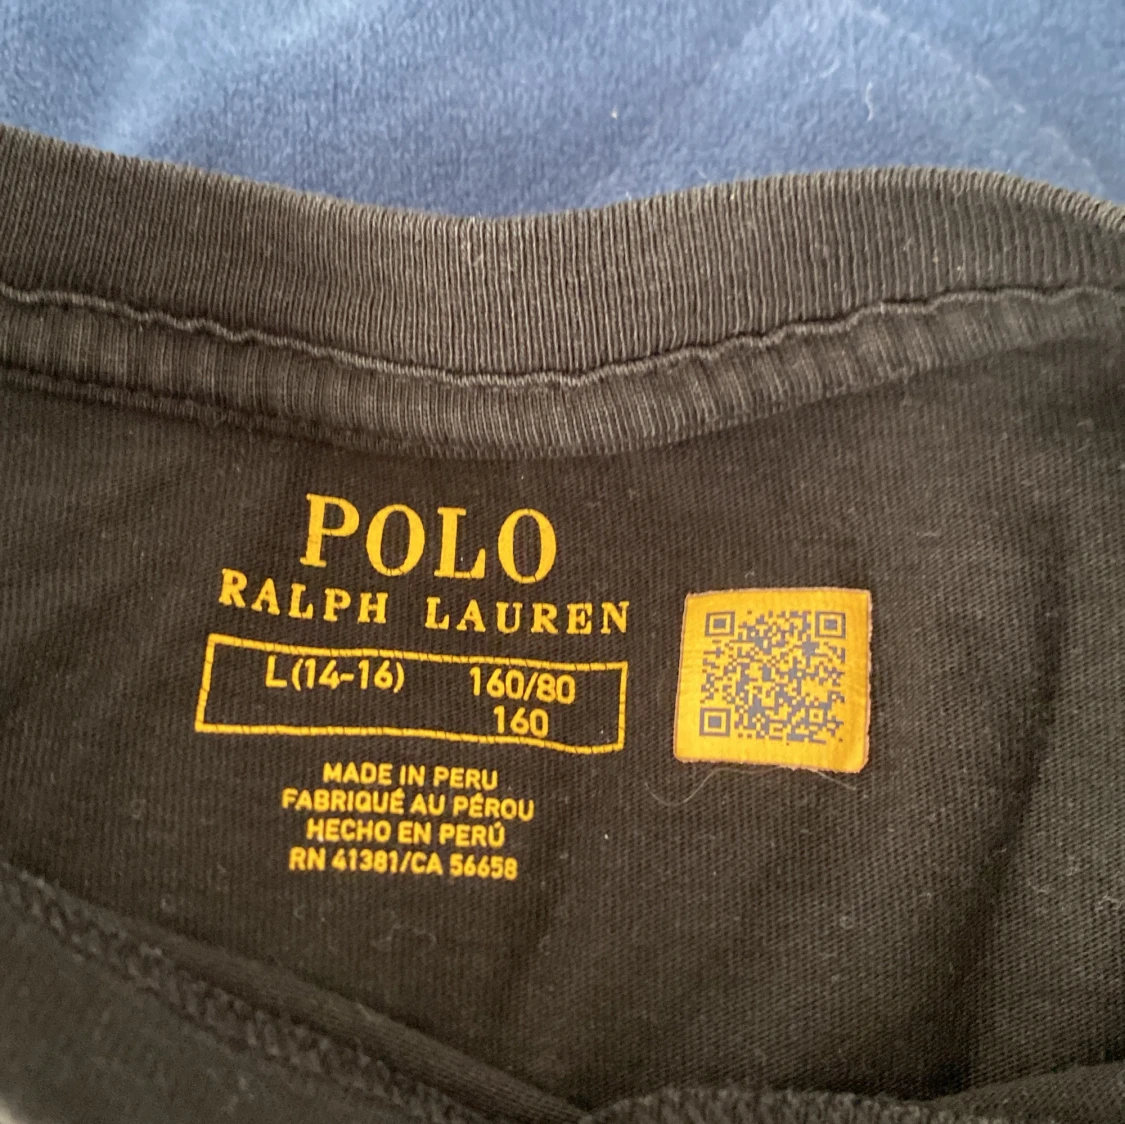 POLO
RALPH LAUREN
L(14-16) 160/80
160
MADE IN PERU
FABRIQUÉ AU PÉROU
HECHO EN PERÚ
RN 41381/CA 56658